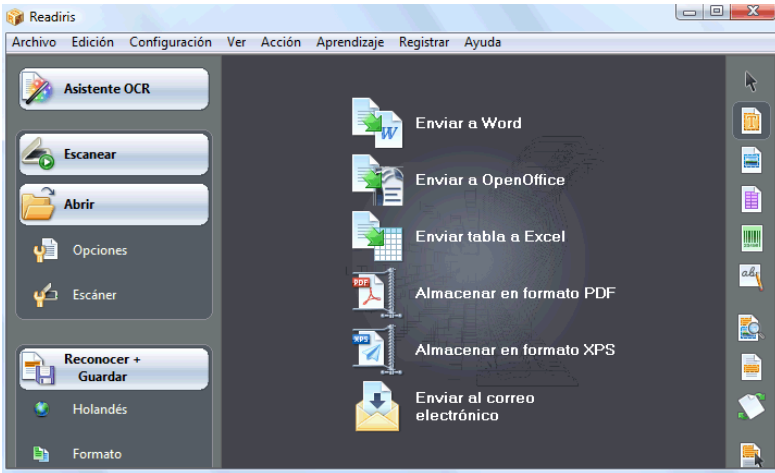 Readiris
Archivo Edición Configuración Ver Acción Aprendizaje Registrar Ayuda
Asistente OCR
Escanear
Abrir
Opciones
Escáner
Reconocer +
Guardar
Holandés
Formato
Enviar a Word
Enviar a OpenOffice
Enviar tabla a Excel
Almacenar en formato PDF
Almacenar en formato XPS
Enviar al correo
electrónico
W
PDF
XPS
T